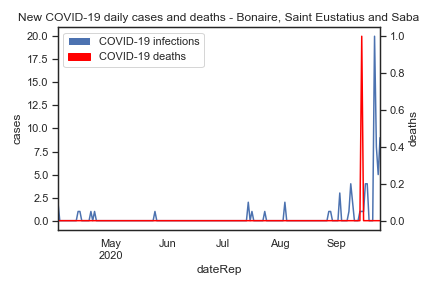 New COVID-19 daily cases and deaths - Bonaire, Saint Eustatius and Saba
COVID-19 infections
COVID-19 deaths
20.0
17.5
15.0
12.5
10.0
7.5
5.0
2.5
0.0
cases
1.0
0.8
0.6
0.4
0.2
0.0
deaths
May
2020
Jun
Jul
Aug
Sep
dateRep